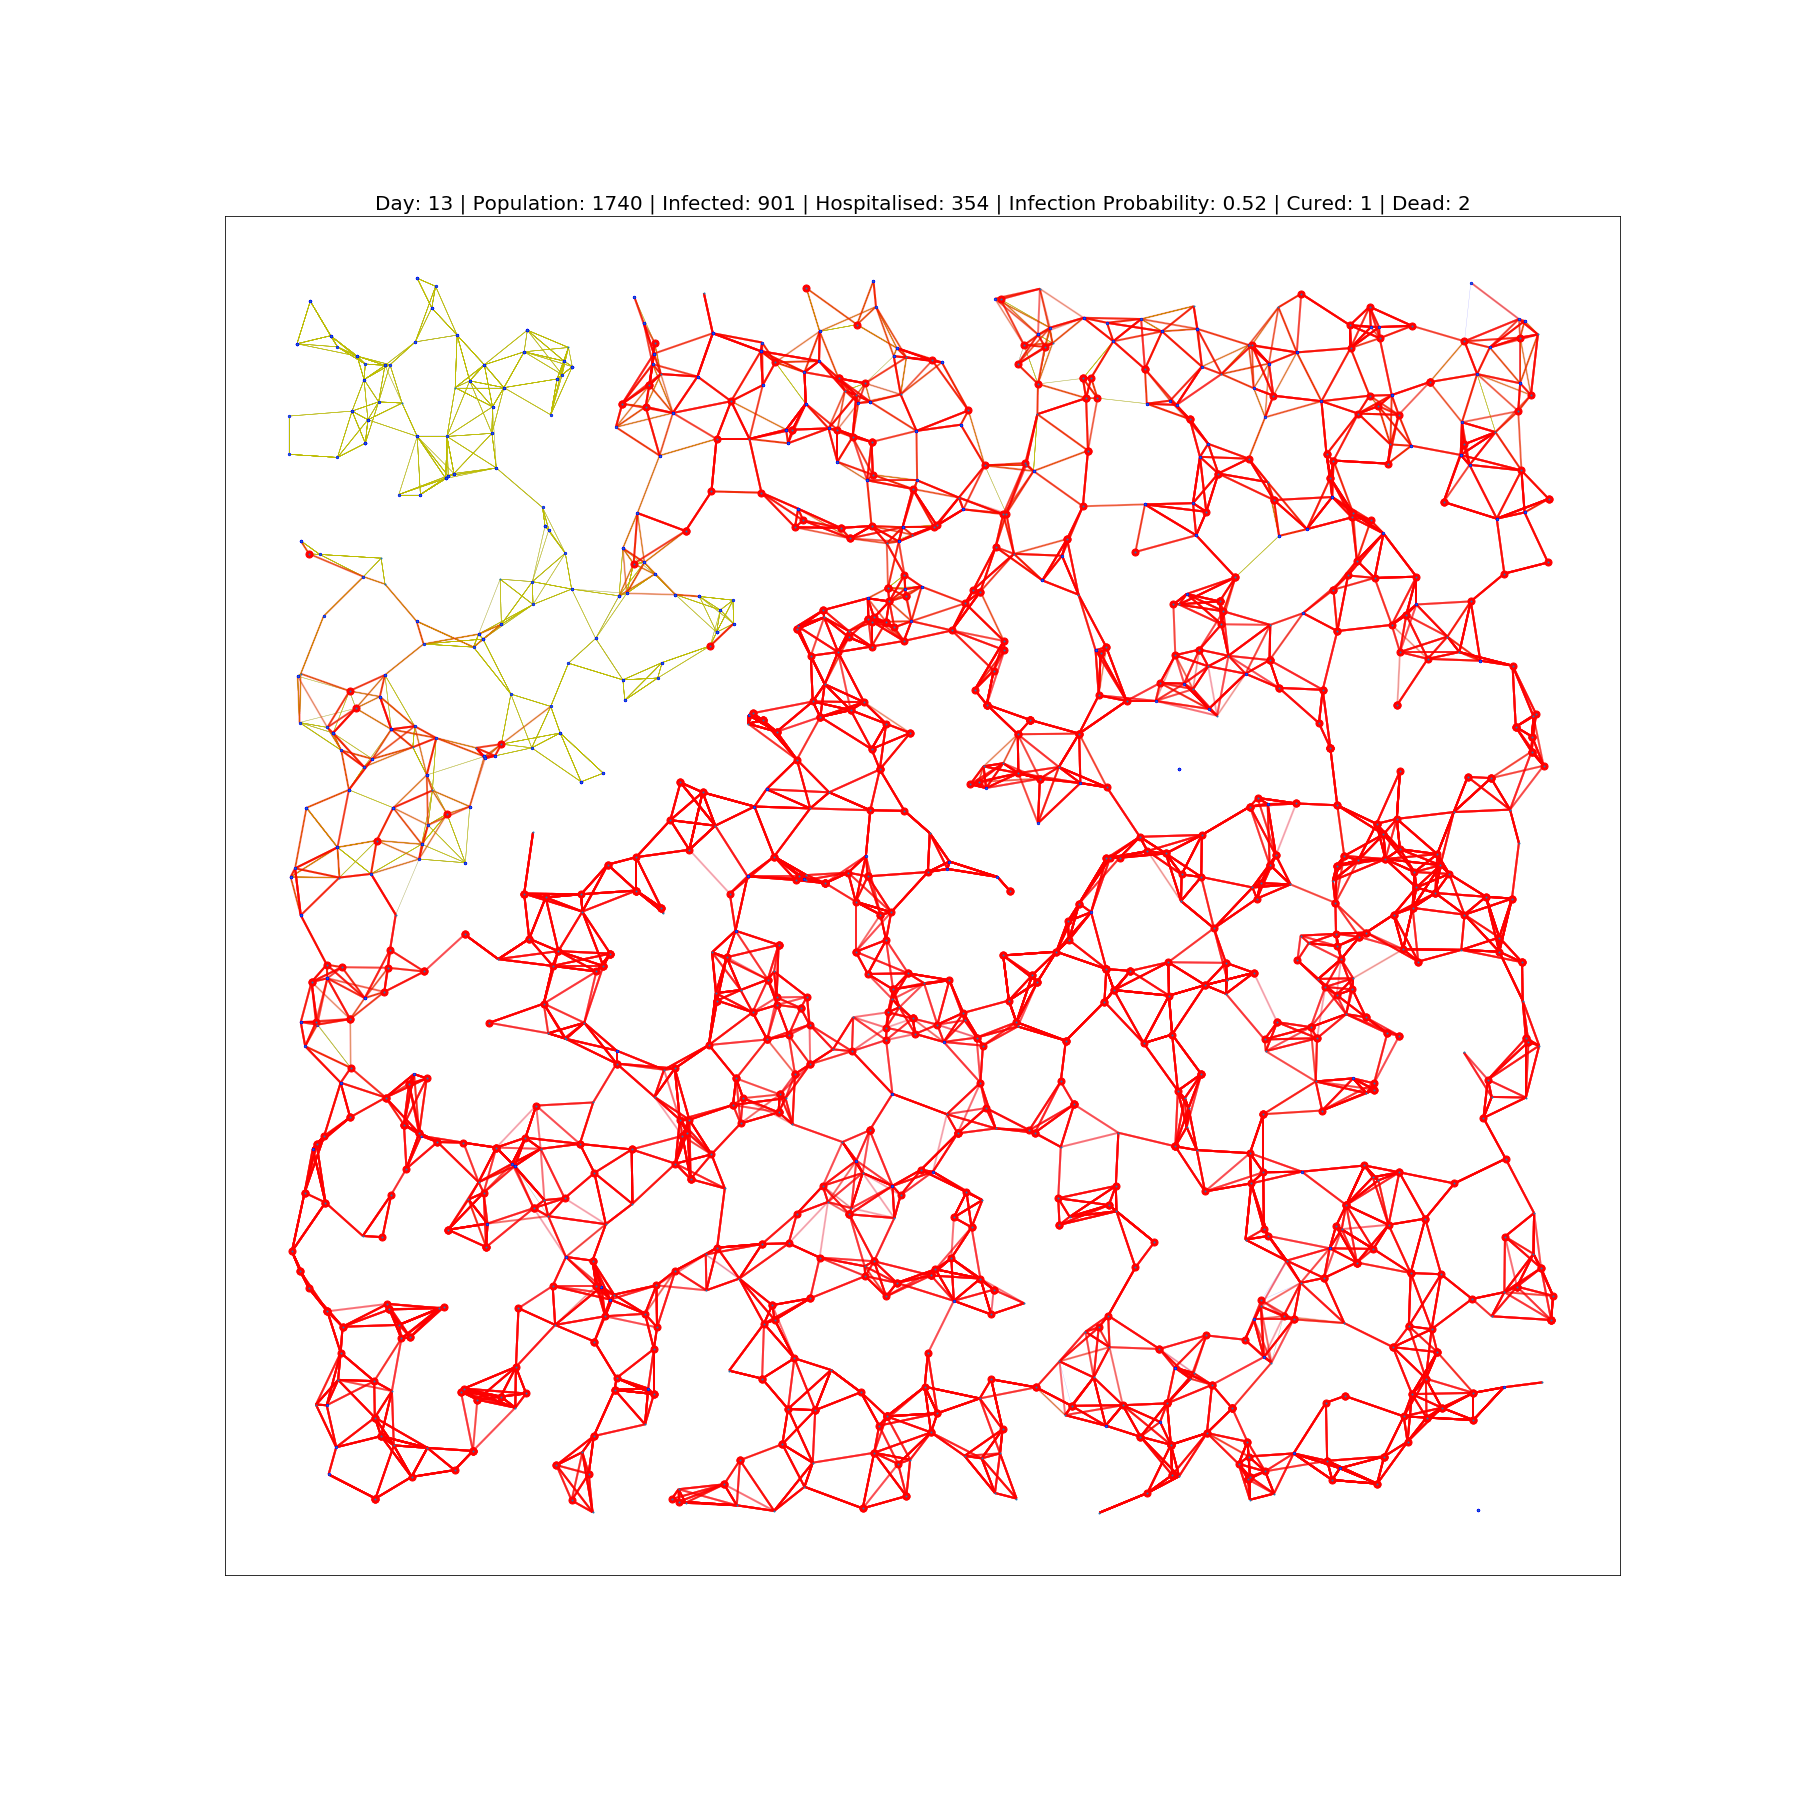 Day: 13 | Population: 1740 | Infected: 901 | Hospitalised: 354 | Infection Probability: 0.52 | Cured: 1 | Dead: 2